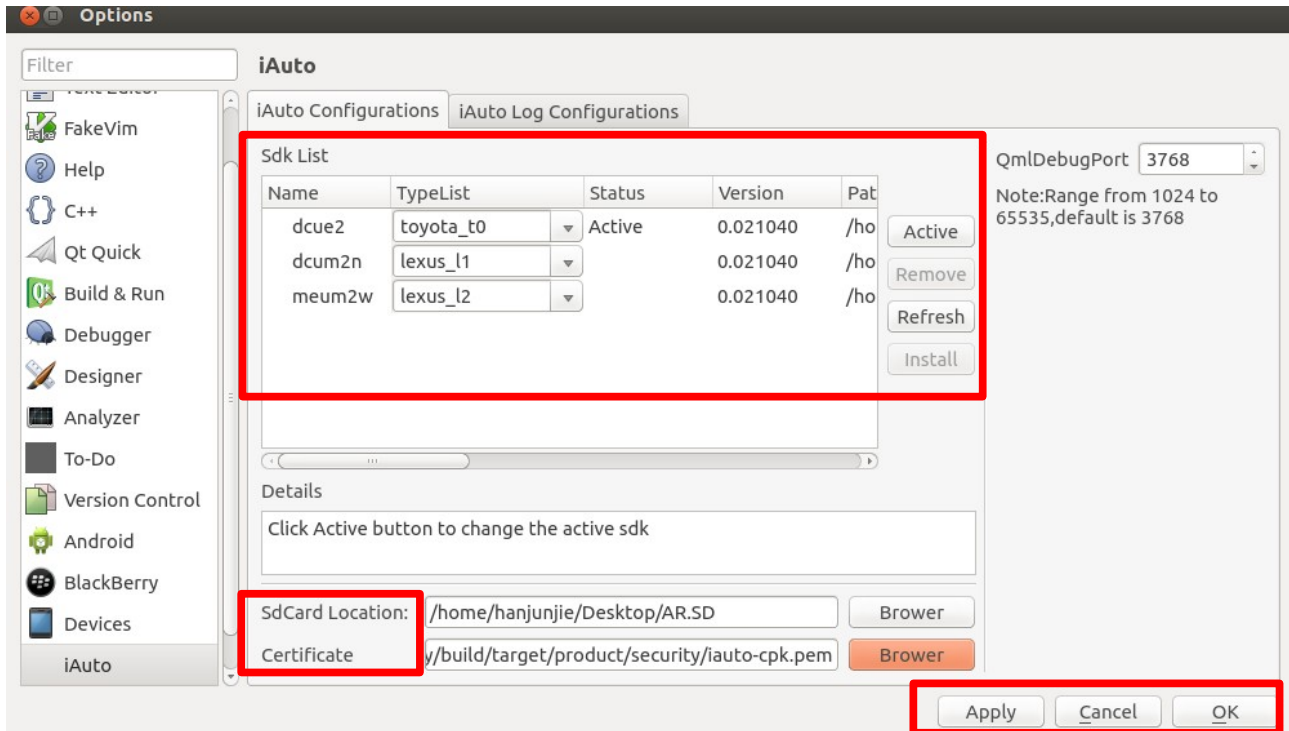 Options
Filter
iAuto
Text Editor
FakeVim
Help
C++
Qt Quick
Build & Run
Debugger
Designer
Analyzer
To-Do
Version Control
Android
BlackBerry
Devices
iAuto
iAuto Configurations
iAuto Log Configurations
Sdk List
Name TypeList Status Version Pat
dcue2 toyota_t0 Active 0.021040 /ho
dcum2n lexus_l1 0.021040 /ho
meum2w lexus_l2 0.021040 /ho
Active
Remove
Refresh
Install
QmlDebugPort 3768
Note:Range from 1024 to
65535,default is 3768
Details
Click Active button to change the active sdk
SdCard Location: /home/hanjunjie/Desktop/AR.SD Brower
Certificate y/build/target/product/security/iauto-cpk.pem Brower
Apply Cancel OK